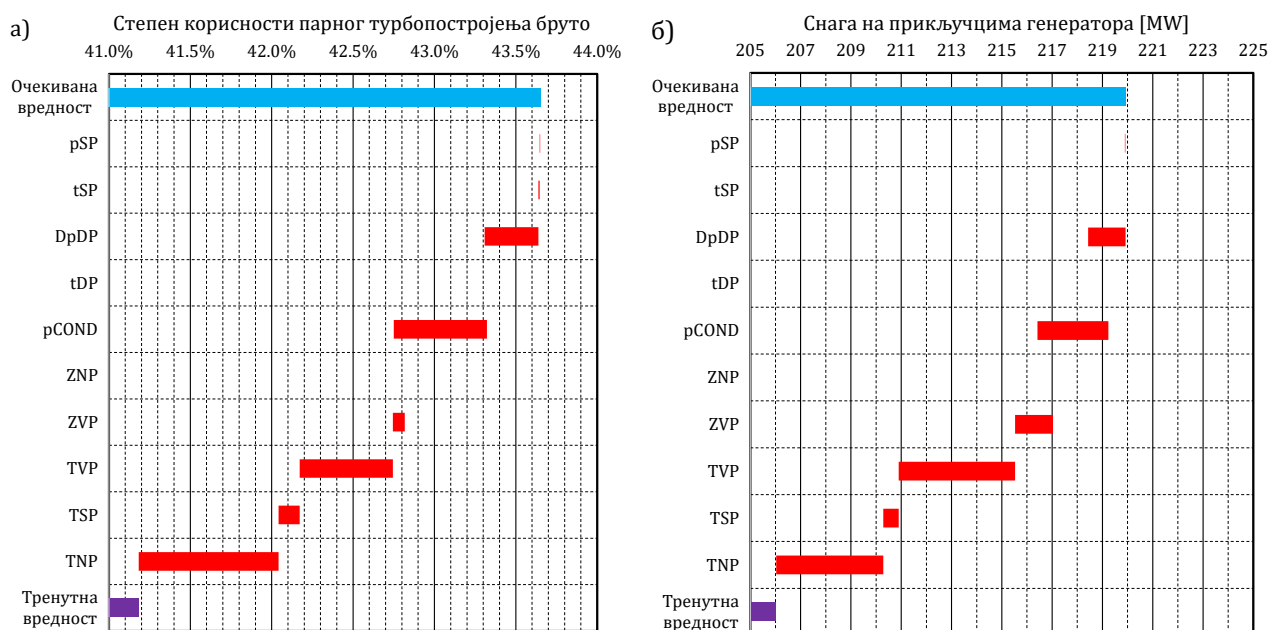 а)
Степен корисности парног турбопостројења бруто
41.0% 41.5% 42.0% 42.5% 43.0% 43.5% 44.0%
Очекивана
вредност
pSP
tSP
DpDP
tDP
pCOND
ZNP
ZVP
TVP
TSP
TNP
Тренутна
вредност
б)
Снага на прикључцима генератора [MW]
205 207 209 211 213 215 217 219 221 223 225
Очекивана
вредност
pSP
tSP
DpDP
tDP
pCOND
ZNP
ZVP
TVP
TSP
TNP
Тренутна
вредност